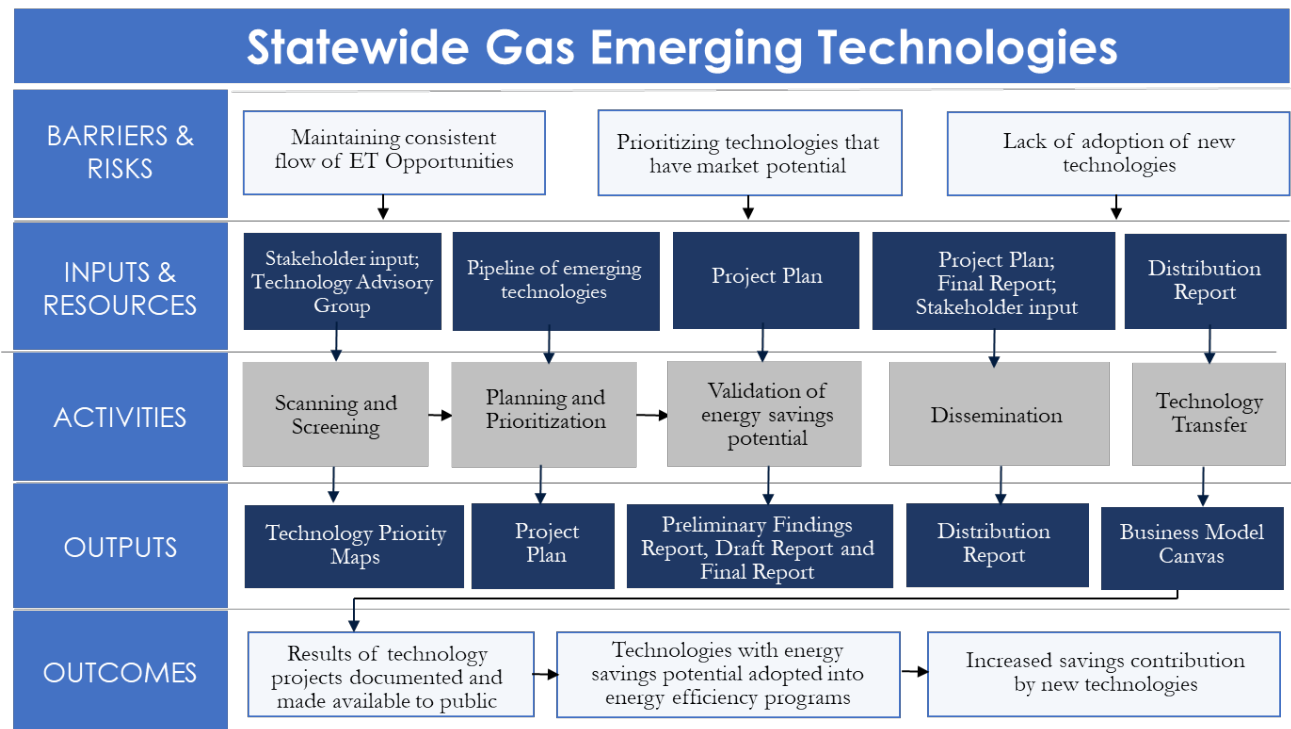 Statewide Gas Emerging Technologies
BARRIERS &
RISKS
Maintaining consistent
flow of ET Opportunities
Prioritizing technologies that
have market potential
Lack of adoption of new
technologies
INPUTS &
RESOURCES
Stakeholder input;
Technology Advisory
Group
Pipeline of emerging
technologies
Project Plan
Project Plan;
Final Report;
Stakeholder input
Distribution
Report
ACTIVITIES
Scanning and
Screening
Planning and
Prioritization
Validation of
energy savings
potential
Dissemination
Technology
Transfer
OUTPUTS
Technology Priority
Maps
Project
Plan
Preliminary Findings
Report, Draft Report and
Final Report
Distribution
Report
Business Model
Canvas
OUTCOMES
Results of technology
projects documented and
made available to public
Technologies with energy
savings potential adopted into
energy efficiency programs
Increased savings contribution
by new technologies